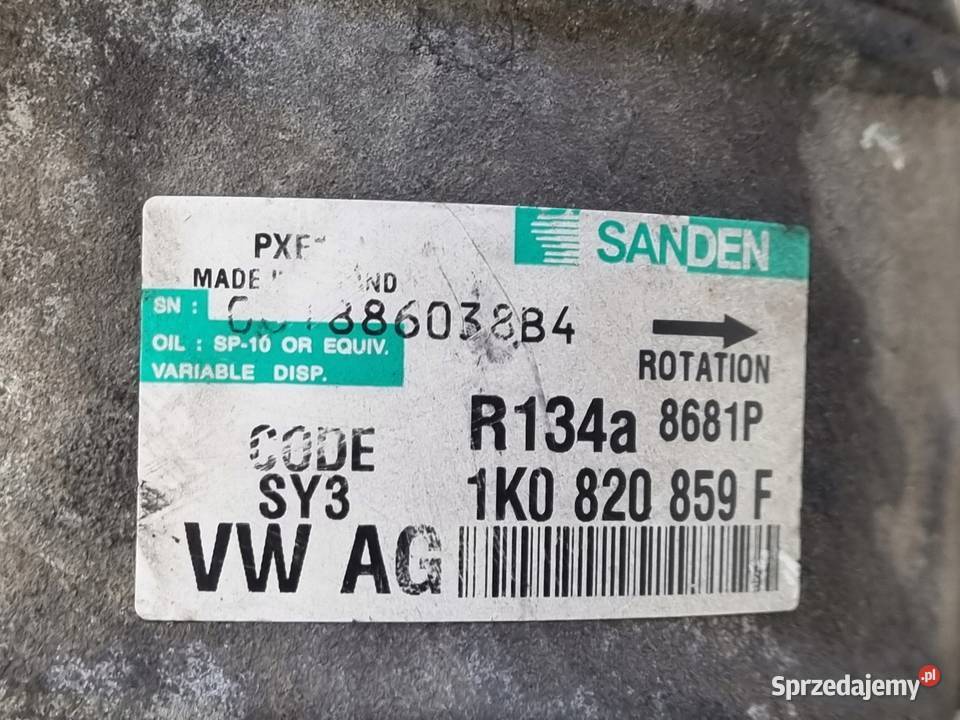 SANDEN
MADE
SN :
OIL : SP-10 OR EQUIV.
VARIABLE DISP.
ROTATION
R134a 8681P
CODE
SY3
1K0 820 859 F
VW AG
Sprzedajemy.pl